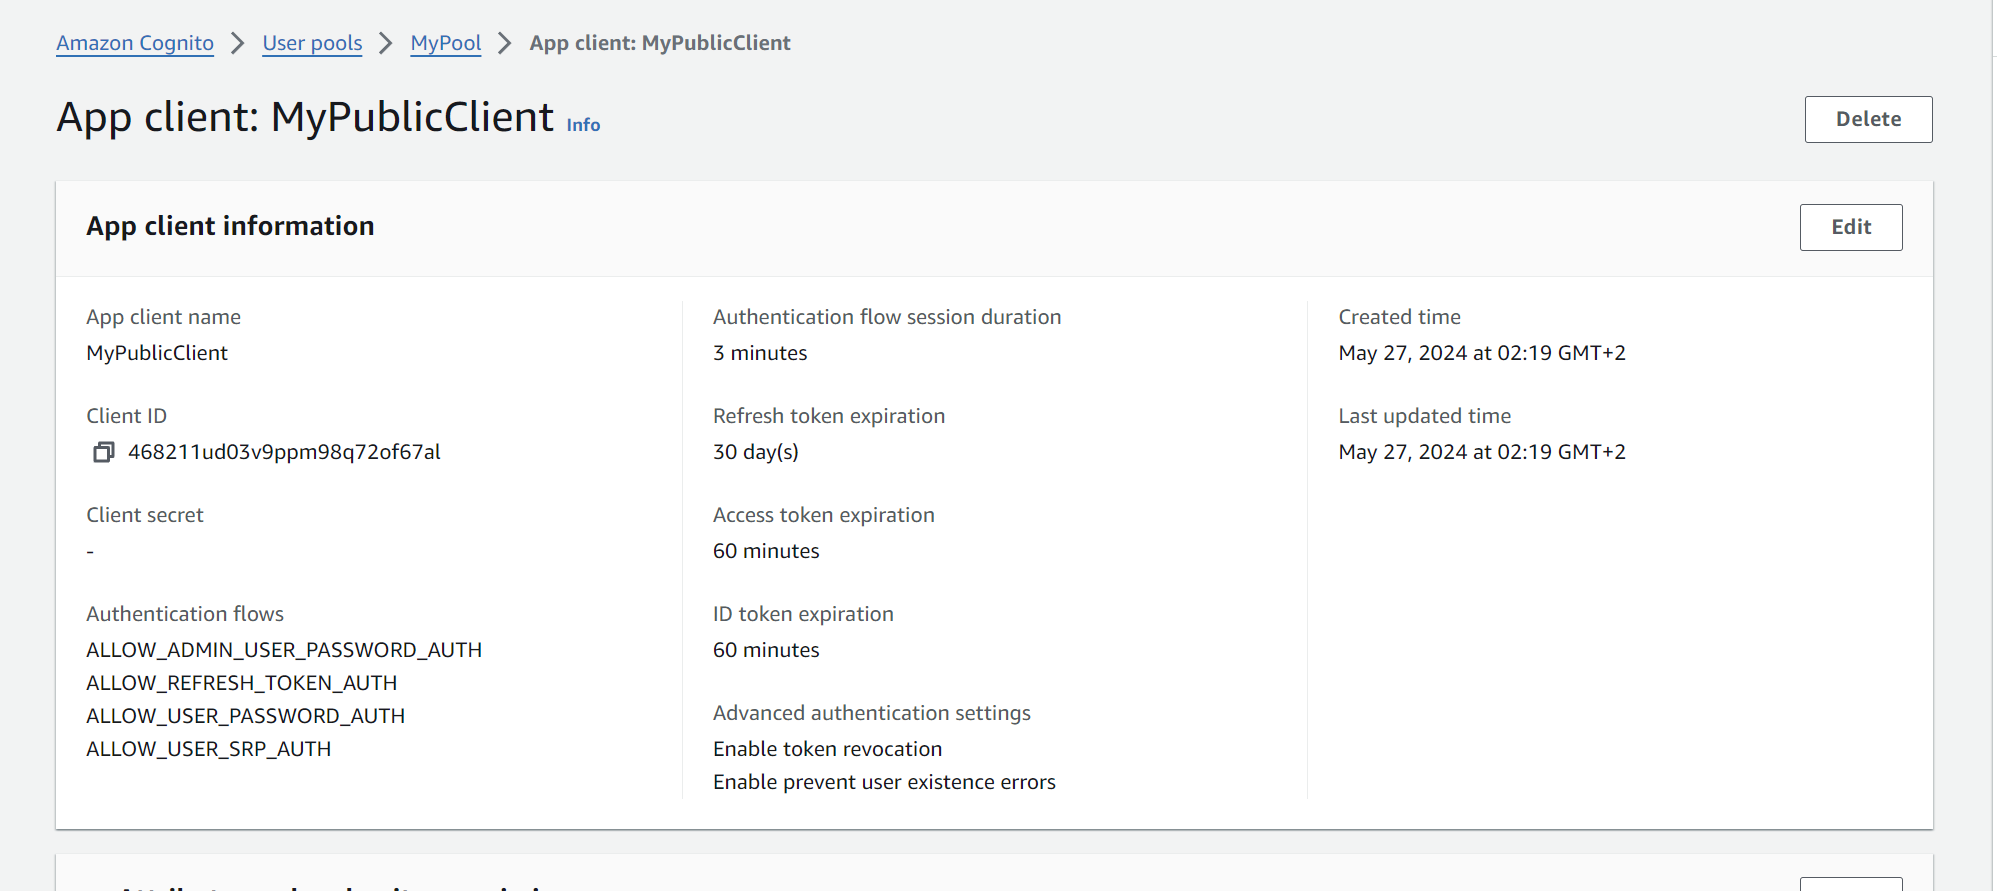 Amazon Cognito > User pools > MyPool > App client: MyPublicClient
App client: MyPublicClient Info
Delete
App client information
Edit
App client name
MyPublicClient
Client ID
468211ud03v9ppm98q72of67al
Client secret
-
Authentication flows
ALLOW_ADMIN_USER_PASSWORD_AUTH
ALLOW_REFRESH_TOKEN_AUTH
ALLOW_USER_PASSWORD_AUTH
ALLOW_USER_SRP_AUTH
Authentication flow session duration
3 minutes
Refresh token expiration
30 day(s)
Access token expiration
60 minutes
ID token expiration
60 minutes
Advanced authentication settings
Enable token revocation
Enable prevent user existence errors
Created time
May 27, 2024 at 02:19 GMT+2
Last updated time
May 27, 2024 at 02:19 GMT+2